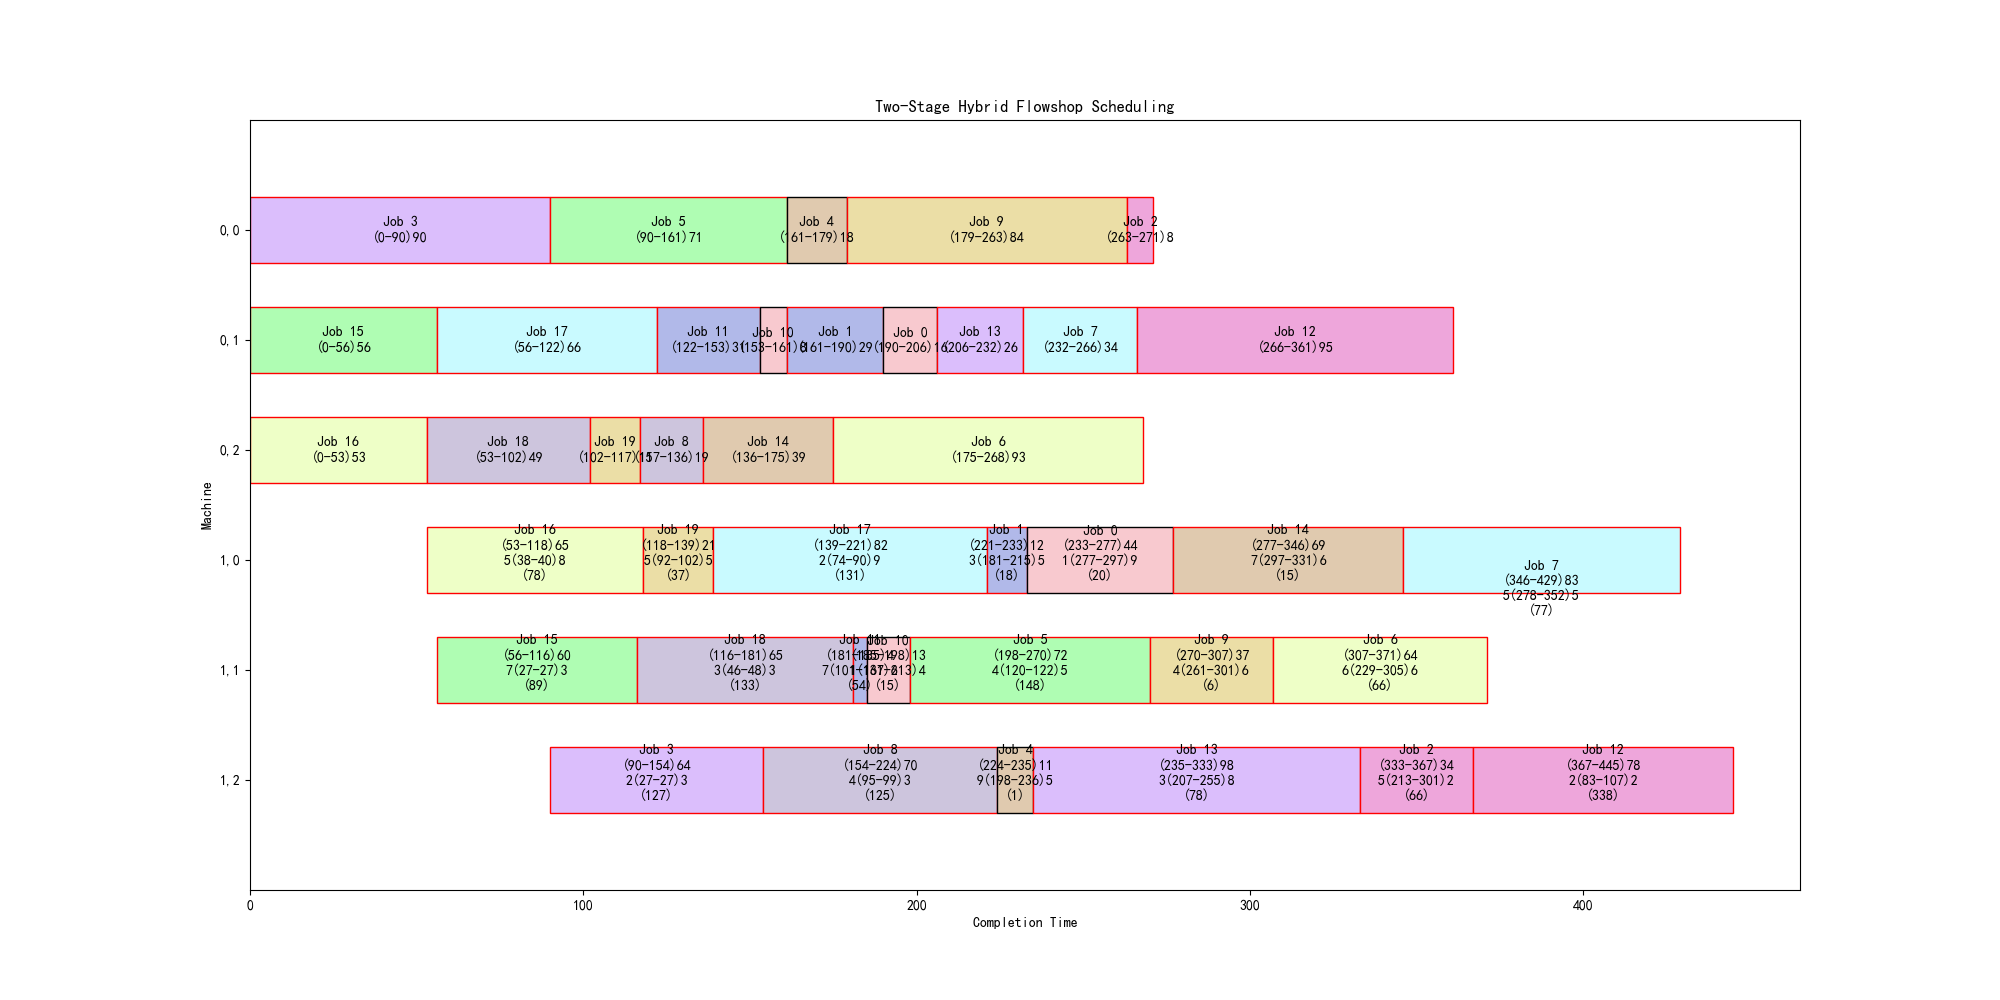 Two-Stage Hybrid Flowshop Scheduling
Machine
0,0
Job 3
(0-90)90
Job 5
(90-161)71
Job 4
(161-179)18
Job 9
(179-263)84
Job 2
(263-271)8
0,1
Job 15
(0-56)56
Job 17
(56-122)66
Job 11
(122-153)31
Job 10
(153-161)8
Job 1
(161-190)29
Job 0
(190-206)16
Job 13
(206-232)26
Job 7
(232-266)34
Job 12
(266-361)95
0,2
Job 16
(0-53)53
Job 18
(53-102)49
Job 19
(102-117)15
Job 8
(117-136)19
Job 14
(136-175)39
Job 6
(175-268)93
1,0
Job 16
(53-118)65
5(38-40)8
(78)
Job 19
(118-139)21
5(92-102)5
(37)
Job 17
(139-221)82
2(74-90)9
(131)
Job 1
(221-233)12
3(181-215)5
(18)
Job 0
(233-277)44
1(277-297)9
(20)
Job 14
(277-346)69
7(297-331)6
(15)
Job 7
(346-429)83
5(278-352)5
(77)
1,1
Job 15
(56-116)60
7(27-27)3
(89)
Job 18
(116-181)65
3(46-48)3
(133)
Job 11
(181-185)4
(54)
Job 10
(185-198)13
(15)
Job 5
(198-270)72
4(120-122)5
(148)
Job 9
(270-307)37
4(261-301)6
(6)
Job 6
(307-371)64
6(229-305)6
(66)
1,2
Job 3
(90-154)64
2(27-27)3
(127)
Job 8
(154-224)70
4(95-99)3
(125)
Job 4
(224-235)11
9(198-236)5
(1)
Job 13
(235-333)98
3(207-255)8
(78)
Job 2
(333-367)34
5(213-301)2
(66)
Job 12
(367-445)78
2(83-107)2
(338)
0
100
200
300
400
Completion Time